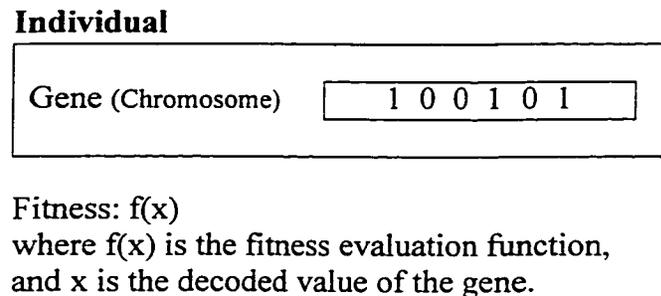 Individual
Gene (Chromosome) 1 0 0 1 0 1
Fitness: f(x)
where f(x) is the fitness evaluation function,
and x is the decoded value of the gene.